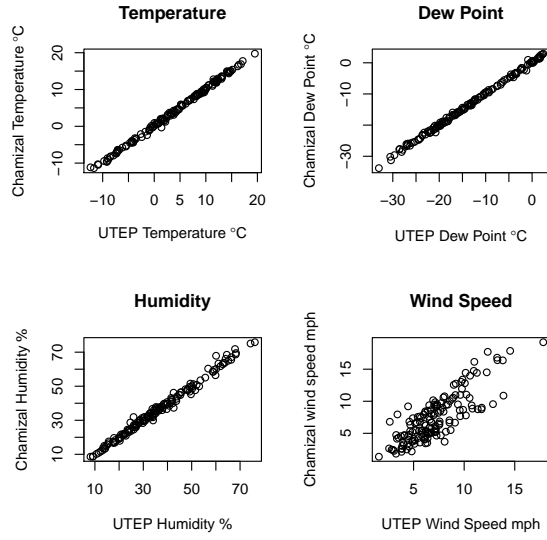 Temperature
Chamizal Temperature °C
20
10
0
−10
−10 0 5 10 20
UTEP Temperature °C
Dew Point
Chamizal Dew Point °C
0
−10
−30
−30 −20 −10 0
UTEP Dew Point °C
Humidity
Chamizal Humidity %
70
50
30
10
10 30 50 70
UTEP Humidity %
Wind Speed
Chamizal wind speed mph
15
10
5
5 10 15
UTEP Wind Speed mph